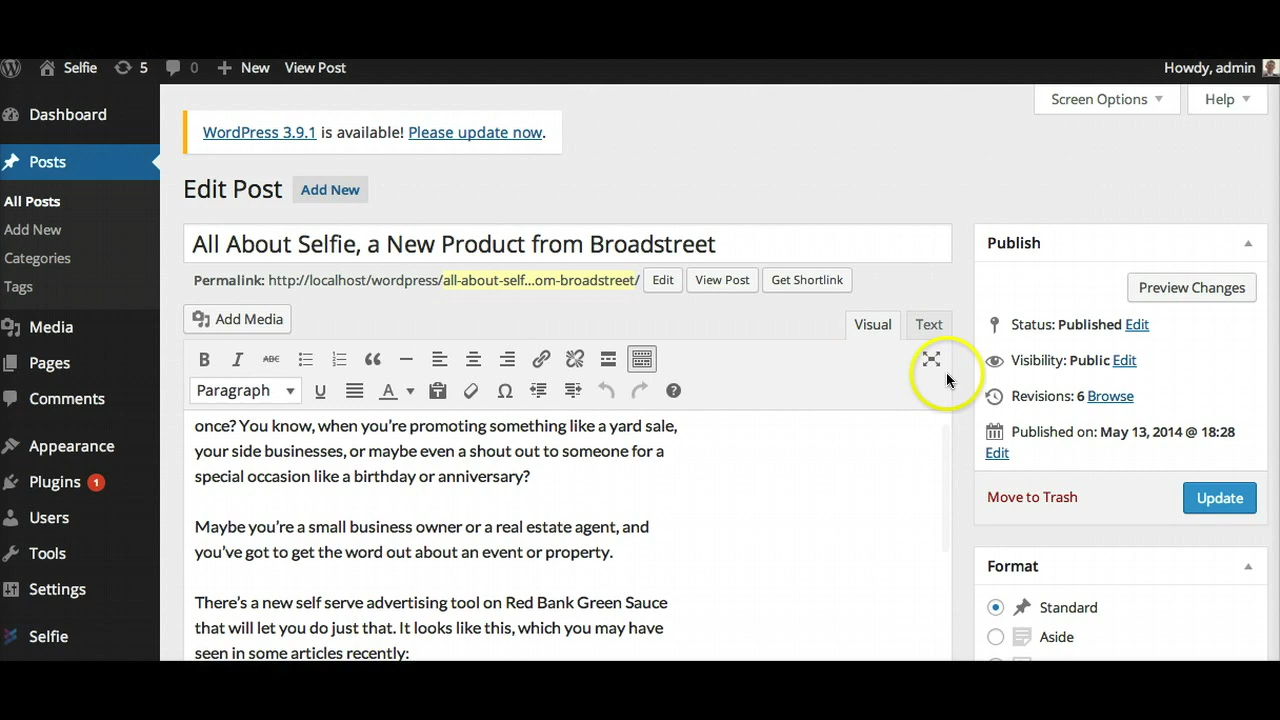 Selfie 5 0 New View Post Howdy, admin
Screen Options Help
Dashboard
Posts
All Posts
Add New
Categories
Tags
Media
Pages
Comments
Appearance
Plugins 1
Users
Tools
Settings
Selfie
WordPress 3.9.1 is available! Please update now.
Edit Post Add New
All About Selfie, a New Product from Broadstreet
Permalink: http://localhost/wordpress/all-about-self...om-broadstreet/ Edit View Post Get Shortlink
Add Media Visual Text
B I ABC
Paragraph U A
once? You know, when you're promoting something like a yard sale,
your side businesses, or maybe even a shout out to someone for a
special occasion like a birthday or anniversary?
Maybe you're a small business owner or a real estate agent, and
you've got to get the word out about an event or property.
There's a new self serve advertising tool on Red Bank Green Sauce
that will let you do just that. It looks like this, which you may have
seen in some articles recently:
Publish
Preview Changes
Status: Published Edit
Visibility: Public Edit
Revisions: 6 Browse
Published on: May 13, 2014 @ 18:28
Edit
Move to Trash Update
Format
Standard
Aside